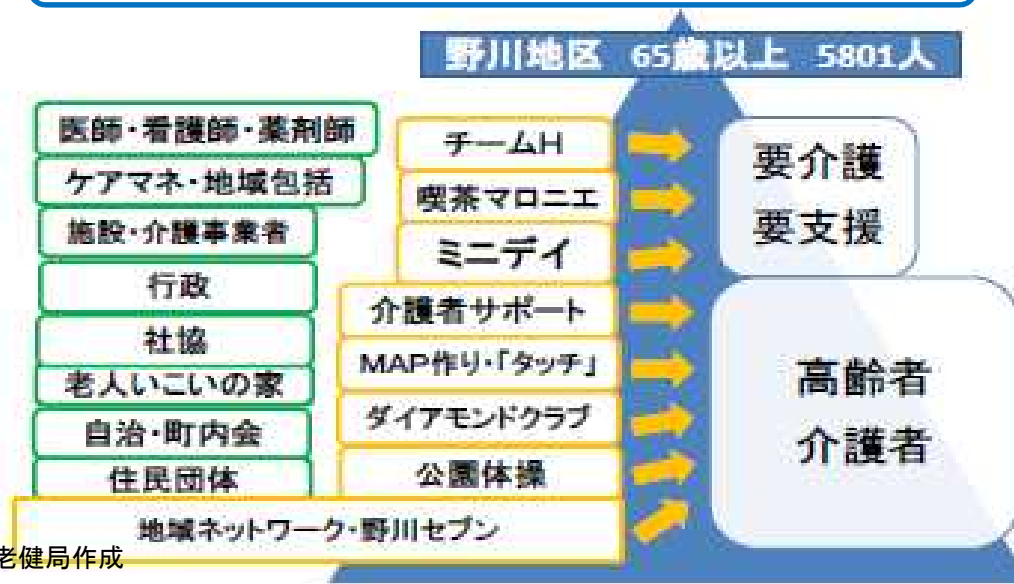 野川地区 65歳以上 5801人
医師・看護師・薬剤師
ケアマネ・地域包括
施設・介護事業者
行政
社協
老人いこいの家
自治・町内会
住民団体
チームH
喫茶マロニエ
ミニデイ
介護者サポート
MAP作り・「タッチ」
ダイアモンドクラブ
公園体操
地域ネットワーク・野川セブン
要介護
要支援
高齢者
介護者
老健局作成